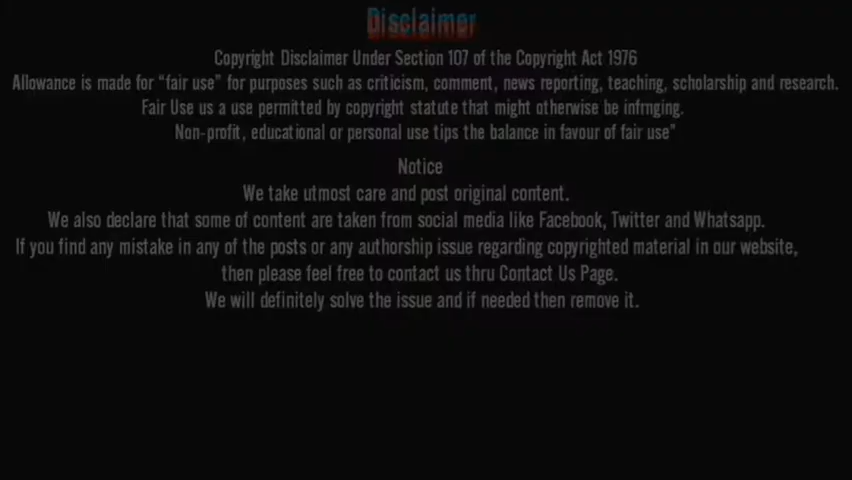 Disclaimer
Copyright Disclaimer Under Section 107 of the Copyright Act 1976
Allowance is made for “fair use” for purposes such as criticism, comment, news reporting, teaching, scholarship and research.
Fair Use us a use permitted by copyright statute that might otherwise be infrnging.
Non-profit, educational or personal use tips the balance in favour of fair use"
Notice
We take utmost care and post original content.
We also declare that some of content are taken from social media like Facebook, Twitter and Whatsapp.
If you find any mistake in any of the posts or any authorship issue regarding copyrighted material in our website,
then please feel free to contact us thru Contact Us Page.
We will definitely solve the issue and if needed then remove it.